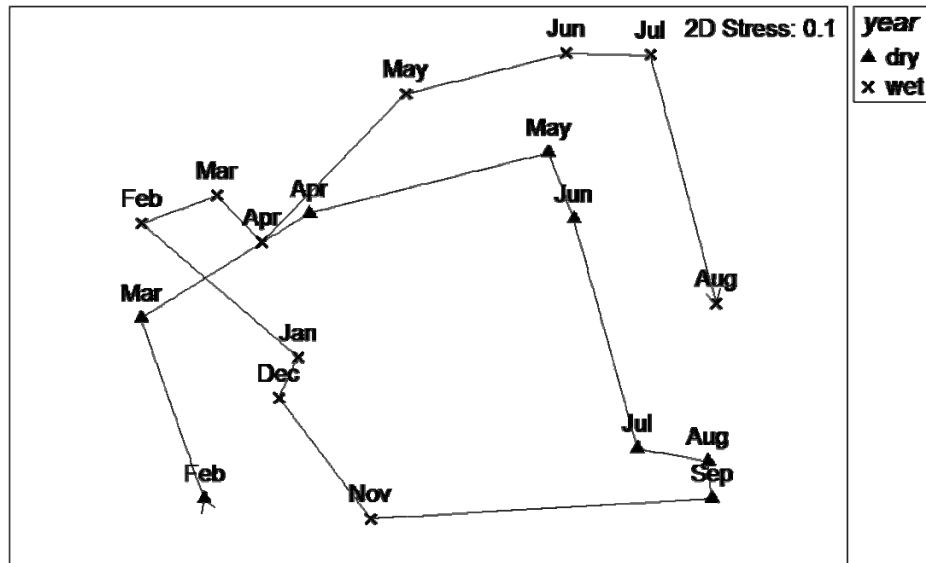 Jun
Jul
2D Stress: 0.1
year
dry
wet
May
May
Mar
Apr
Jun
Feb
Apr
Aug
Mar
Jan
Dec
Jul
Aug
Feb
Sep
Nov